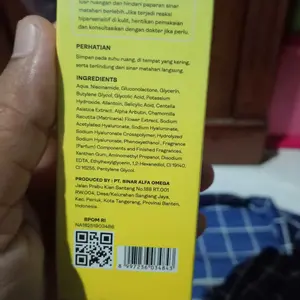 ruangan dan hindari paparan sinar
matahari berlebih. Jika terjadi reaksi
hipersensitif di kulit, hentikan pemakaian
dan konsultasikan dengan dokter jika perlu.
PERHATIAN
Simpan pada suhu ruang, di tempat yang kering,
serta terlindung dari sinar matahari langsung.
INGREDIENTS
Aqua, Niacinamide, Gluconolactone, Glycerin,
Butylene Glycol, Glycolic Acid, Potassium
Hydroxide, Allantoin, Salicylic Acid, Centella
Asiatica Extract, Alpha Arbutin, Chamomilla
Recutita (Matricaria) Flower Extract, Sodium
Acetylated Hyaluronate, Sodium Hyaluronate,
Sodium Hyaluronate Crosspolymer, Hydrolyzed
Sodium Hyaluronate, Phenoxyethanol, Fragrance
(Parfum) Components and Finished Fragrances,
Xanthan Gum, Aminomethyl Propanol, Disodium
EDTA, Ethylhexylglycerin, 1,2-Hexanediol, CI 19140,
CI 16255, Pentylene Glycol.
PRODUCED BY : PT. SINAR ALFA OMEGA
Jalan Prabu Kian Santang No.169 RT.001
RW.004, Desa/Kelurahan Sangiang Jaya,
Kec. Periuk, Kota Tangerang, Provinsi Banten,
Indonesia
BPOM RI
8 997236 034843